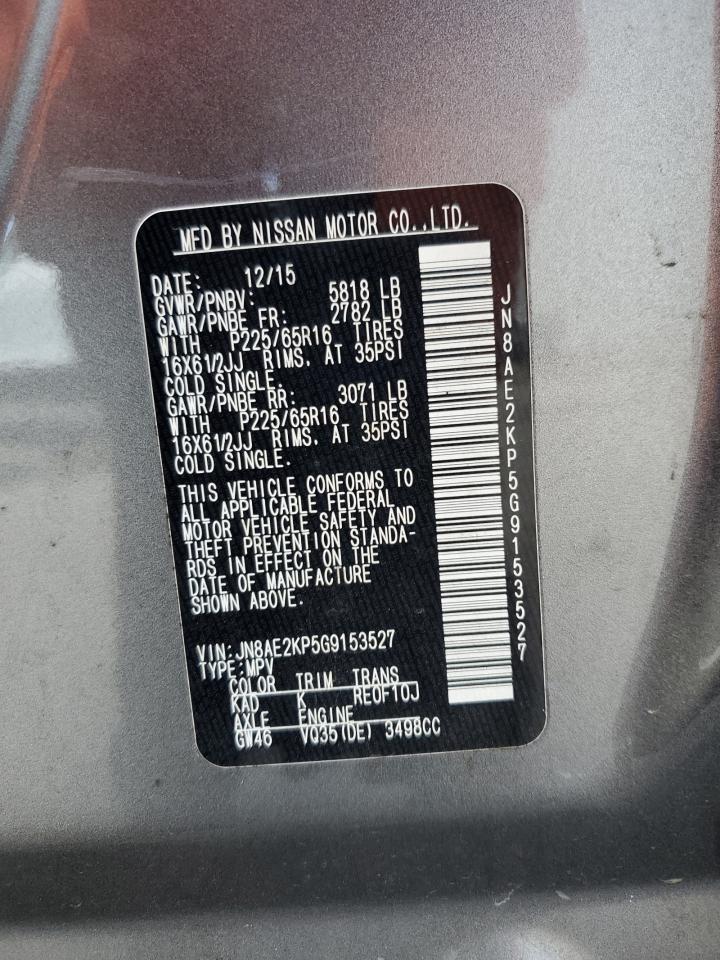 MFD BY NISSAN MOTOR CO.,LTD.
DATE: 12/15
GVWR/PNBV: 5818 LB
GAWR/PNBE FR: 2782 LB
WITH P225/65R16 TIRES
16X61/2JJ RIMS, AT 35PSI
COLD SINGLE.
GAWR/PNBE RR: 3071 LB
WITH P225/65R16 TIRES
16X61/2JJ RIMS, AT 35PSI
COLD SINGLE.
THIS VEHICLE CONFORMS TO
ALL APPLICABLE FEDERAL
MOTOR VEHICLE SAFETY AND
THEFT PREVENTION STANDA-
RDS IN EFFECT ON THE
DATE OF MANUFACTURE
SHOWN ABOVE.
VIN:JN8AE2KP5G9153527
TYPE:MPV
COLOR TRIM TRANS
KAD K RE0F10J
AXLE ENGINE
GW46 VQ35(DE) 3498CC
JN8AE2KP5G9153527